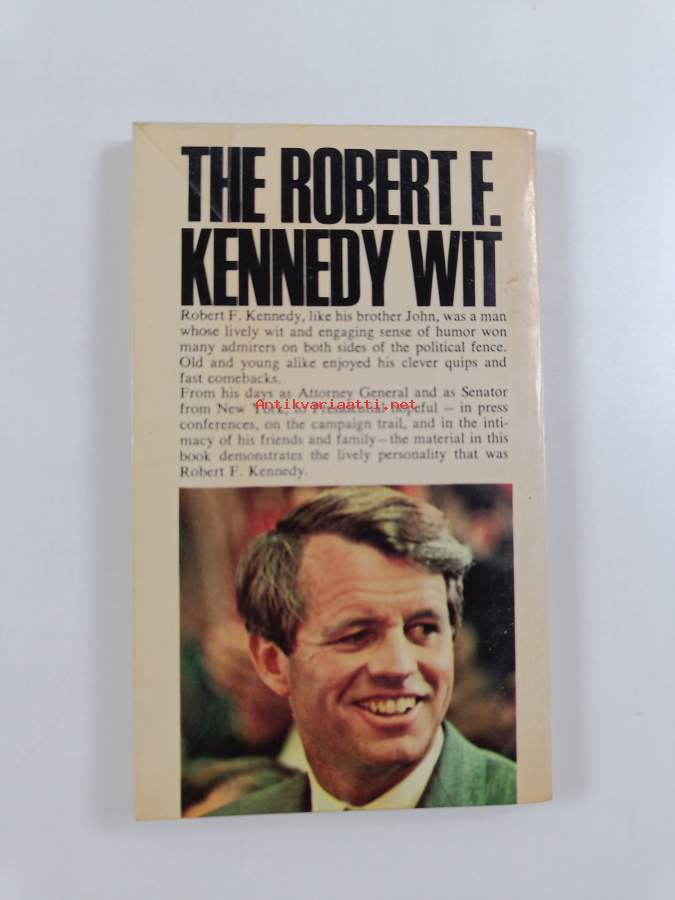 THE ROBERT F.
KENNEDY WIT
Robert F. Kennedy, like his brother John, was a man
whose lively wit and engaging sense of humor won
many admirers on both sides of the political fence.
Old and young alike enjoyed his clever quips and
fast comebacks.
From his days as Attorney General and as Senator
from New York, to Presidential hopeful — in press
Antikvariaatti.net
conferences, on the campaign trail, and in the inti-
macy of his friends and family—the material in this
book demonstrates the lively personality that was
Robert F. Kennedy.